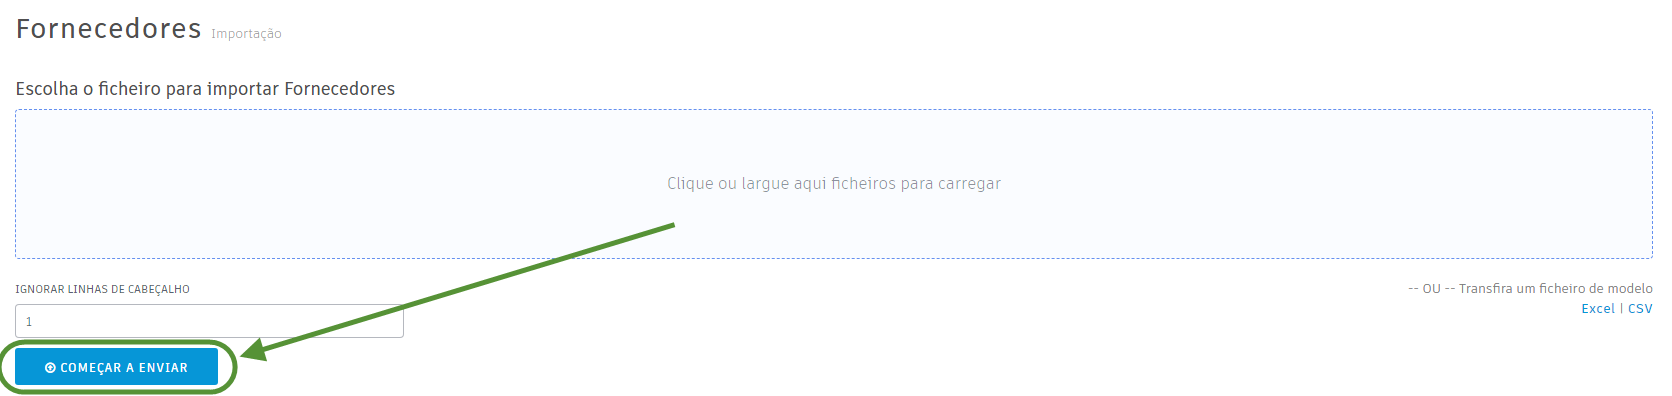 Fornecedores Importação
Escolha o ficheiro para importar Fornecedores
Clique ou largue aqui ficheiros para carregar
IGNORAR LINHAS DE CABEÇALHO
1
-- OU -- Transfira um ficheiro de modelo
Excel | CSV
COMEÇAR A ENVIAR